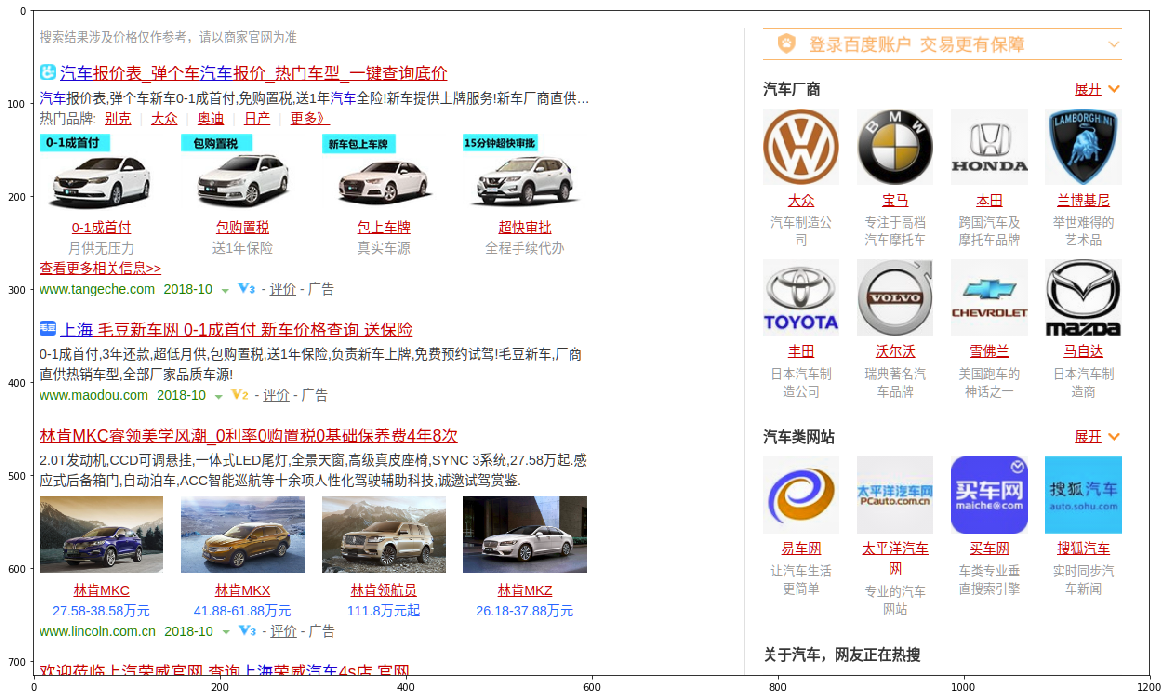 搜索结果涉及价格仅作参考，请以商家官网为准
汽车报价表_弹个车汽车报价_热门车型_一键查询底价
汽车报价表,弹个车新车0-1成首付,免购置税,送1年汽车全险!新车提供上牌服务!新车厂商直供...
热门品牌: 别克 大众 奥迪 日产 更多》
0-1成首付 包购置税 新车包上车牌 15分钟超快审批
0-1成首付 包购置税 包上车牌 超快审批
月供无压力 送1年保险 真实车源 全程手续代办
查看更多相关信息>>
www.tangeche.com 2018-10 V3 - 评价 - 广告
上海 毛豆新车网 0-1成首付 新车价格查询 送保险
0-1成首付,3年还款,超低月供,包购置税,送1年保险,负责新车上牌,免费预约试驾!毛豆新车,厂商
直供热销车型,全部厂家品质车源!
www.maodou.com 2018-10 V2 - 评价 - 广告
林肯MKC睿领美学风潮_0利率0购置税0基础保养费4年8次
2.0T发动机,CCD可调悬挂,一体式LED尾灯,全景天窗,高级真皮座椅,SYNC 3系统,27.58万起.感
应式后备箱门,自动泊车,ACC智能巡航等十余项人性化驾驶辅助科技,诚邀试驾赏鉴.
林肯MKC 林肯MKX 林肯领航员 林肯MKZ
27.58-38.58万元 41.88-61.88万元 111.8万元起 26.18-37.88万元
www.lincoln.com.cn 2018-10 V3 - 评价 - 广告
欢迎莅临上汽荣威官网 查询上海荣威汽车4s店 官网
登录百度账户 交易更有保障
汽车厂商 展开
BMW HONDA LAMBORGHINI
大众 宝马 本田 兰博基尼
汽车制造公 专注于高档 跨国汽车及 举世难得的
司 汽车摩托车 摩托车品牌 艺术品
TOYOTA VOLVO CHEVROLET mazda
丰田 沃尔沃 雪佛兰 马自达
日本汽车制 瑞典著名汽 美国跑车的 日本汽车制
造公司 车品牌 神话之一 造商
汽车类网站 展开
太平洋汽车网 买车网 搜狐汽车
PCauto.com.cn maiche.com auto.sohu.com
易车网 太平洋汽车 买车网 搜狐汽车
网
让汽车生活 车类专业垂 实时同步汽
更简单 专业的汽车 直搜索引擎 车新闻
网站
关于汽车，网友正在热搜
0 100 200 300 400 500 600 700
0 200 400 600 800 1000 1200